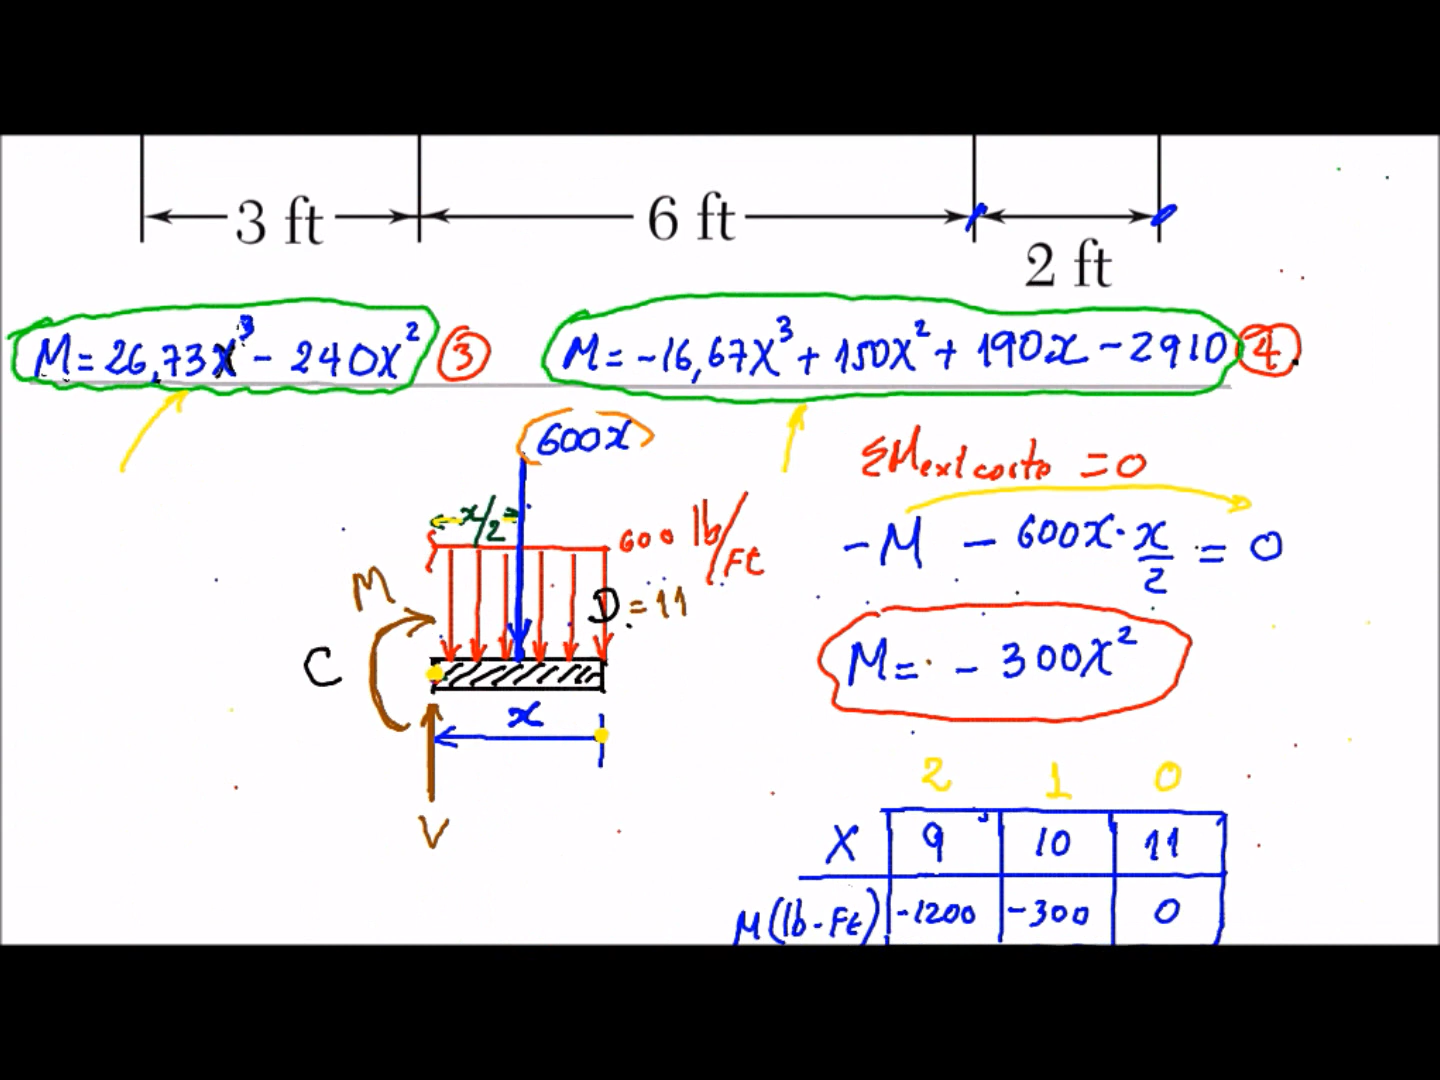 3 ft 6 ft 2 ft
M = 26,73X³ - 240X² ③ M = -16,67X³ + 150X² + 190x - 2910 ④.
600x
ΣMext corte = 0
x/2
600 lb/Ft
-M - 600x · x/2 = 0
M
D = 11
C
M = - 300X²
x
V
2 1 0
X 9 10 11
M (lb-Ft) -1200 -300 0